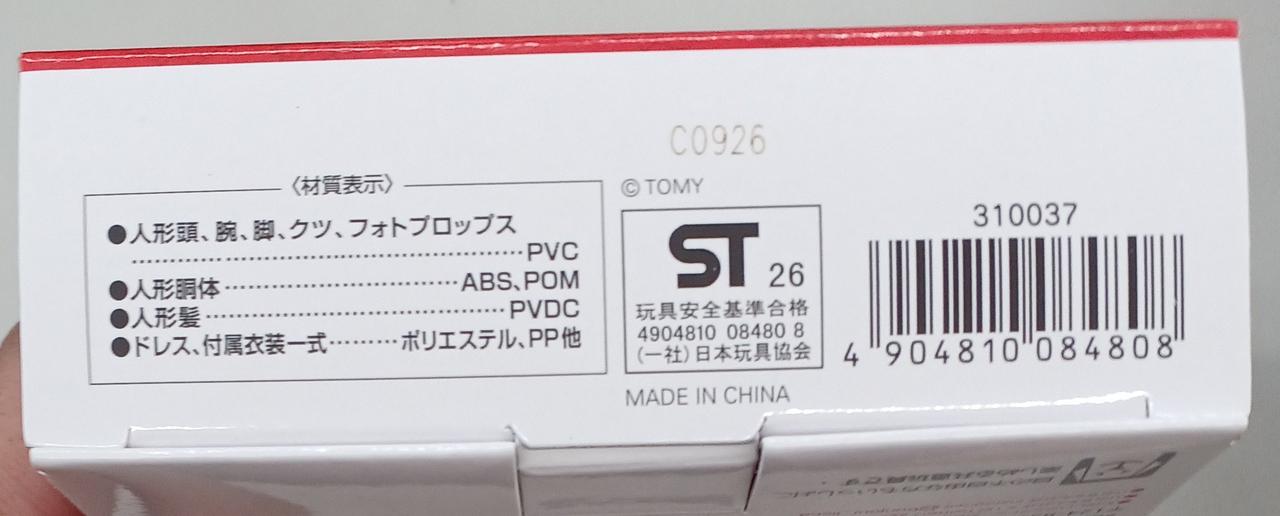 C0926
〈材質表示〉
●人形頭、腕、脚、クツ、フォトプロップス
………………………………………PVC
●人形胴体…………………………ABS、POM
●人形髪…………………………………PVDC
●ドレス、付属衣装一式………ポリエステル、PP他
©TOMY
ST 26
玩具安全基準合格
4904810 08480 8
(一社)日本玩具協会
MADE IN CHINA
310037
4 904810 084808